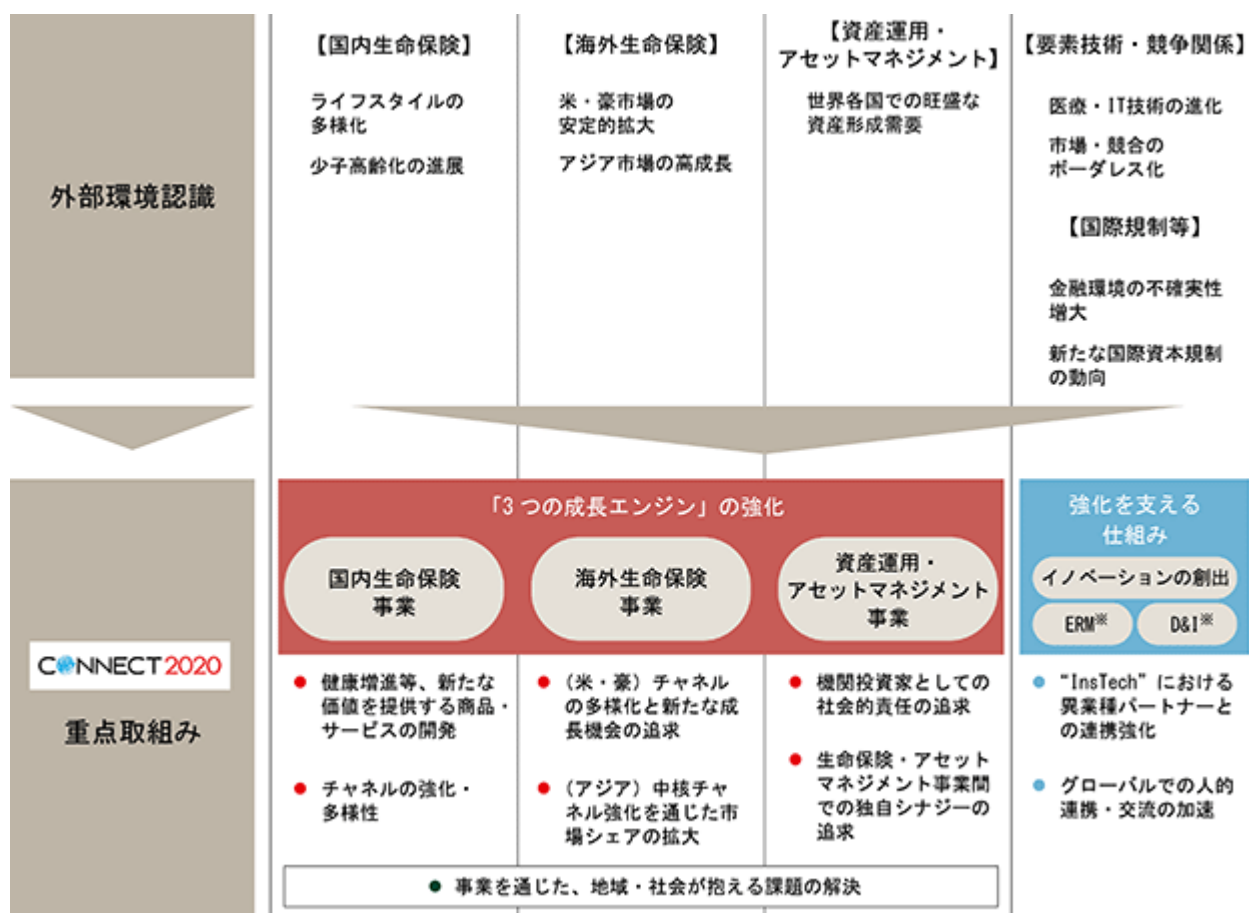 外部環境認識
【国内生命保険】
ライフスタイルの
多様化
少子高齢化の進展
【海外生命保険】
米・豪市場の
安定的拡大
アジア市場の高成長
【資産運用・
アセットマネジメント】
世界各国での旺盛な
資産形成需要
【要素技術・競争関係】
医療・IT技術の進化
市場・競合の
ボーダレス化
【国際規制等】
金融環境の不確実性
増大
新たな国際資本規制
の動向
CONNECT2020
重点取組み
「3つの成長エンジン」の強化
国内生命保険
事業
海外生命保険
事業
資産運用・
アセットマネジメント
事業
強化を支える
仕組み
イノベーションの創出
ERM※
D&I※
● 健康増進等、新たな
価値を提供する商品・
サービスの開発
● チャネルの強化・
多様性
● (米・豪) チャネル
の多様化と新たな成
長機会の追求
● (アジア) 中核チャ
ネル強化を通じた市
場シェアの拡大
● 機関投資家としての
社会的責任の追求
● 生命保険・アセット
マネジメント事業間
での独自シナジーの
追求
● “InsTech”における
異業種パートナーと
の連携強化
● グローバルでの人的
連携・交流の加速
● 事業を通じた、地域・社会が抱える課題の解決